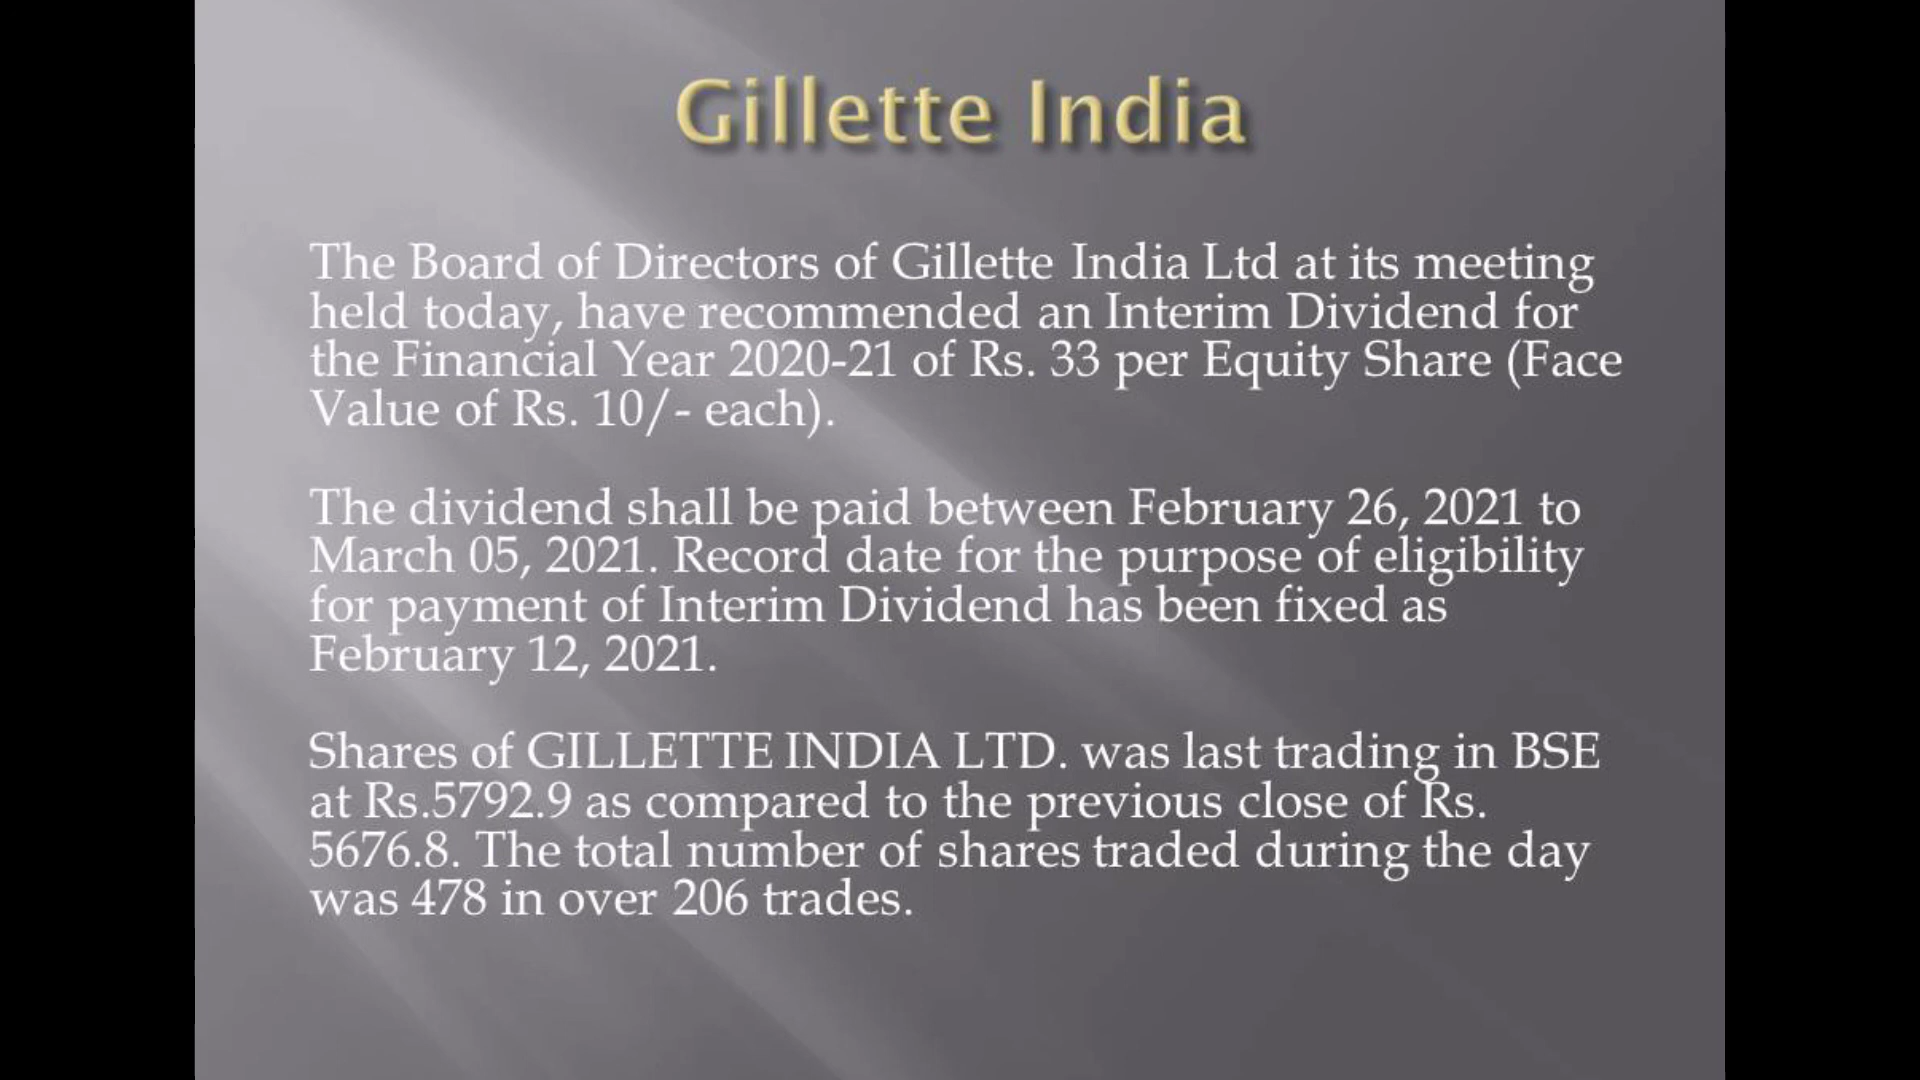 Gillette India
The Board of Directors of Gillette India Ltd at its meeting
held today, have recommended an Interim Dividend for
the Financial Year 2020-21 of Rs. 33 per Equity Share (Face
Value of Rs. 10/- each).
The dividend shall be paid between February 26, 2021 to
March 05, 2021. Record date for the purpose of eligibility
for payment of Interim Dividend has been fixed as
February 12, 2021.
Shares of GILLETTE INDIA LTD. was last trading in BSE
at Rs.5792.9 as compared to the previous close of Rs.
5676.8. The total number of shares traded during the day
was 478 in over 206 trades.